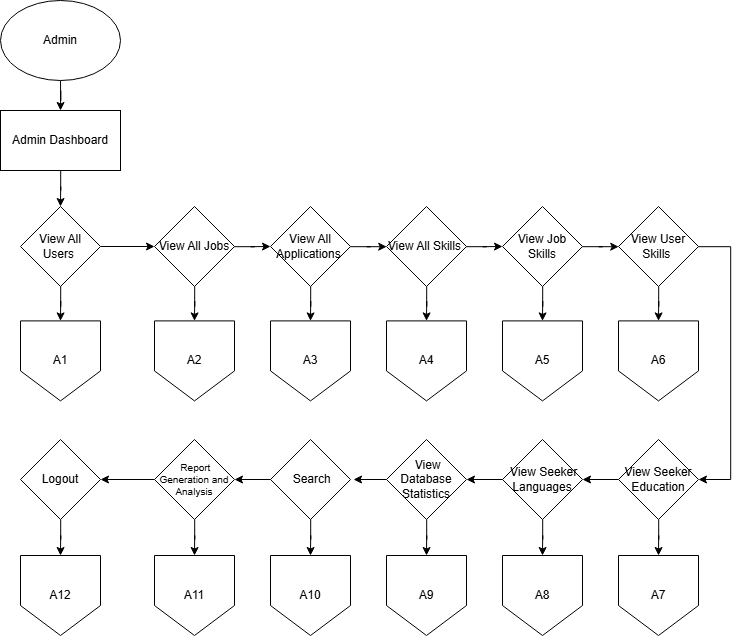 Admin
Admin Dashboard
View All
Users
View All Jobs
View All
Applications
View All Skills
View Job
Skills
View User
Skills
A1
A2
A3
A4
A5
A6
Logout
Report
Generation and
Analysis
Search
View
Database
Statistics
View Seeker
Languages
View Seeker
Education
A12
A11
A10
A9
A8
A7